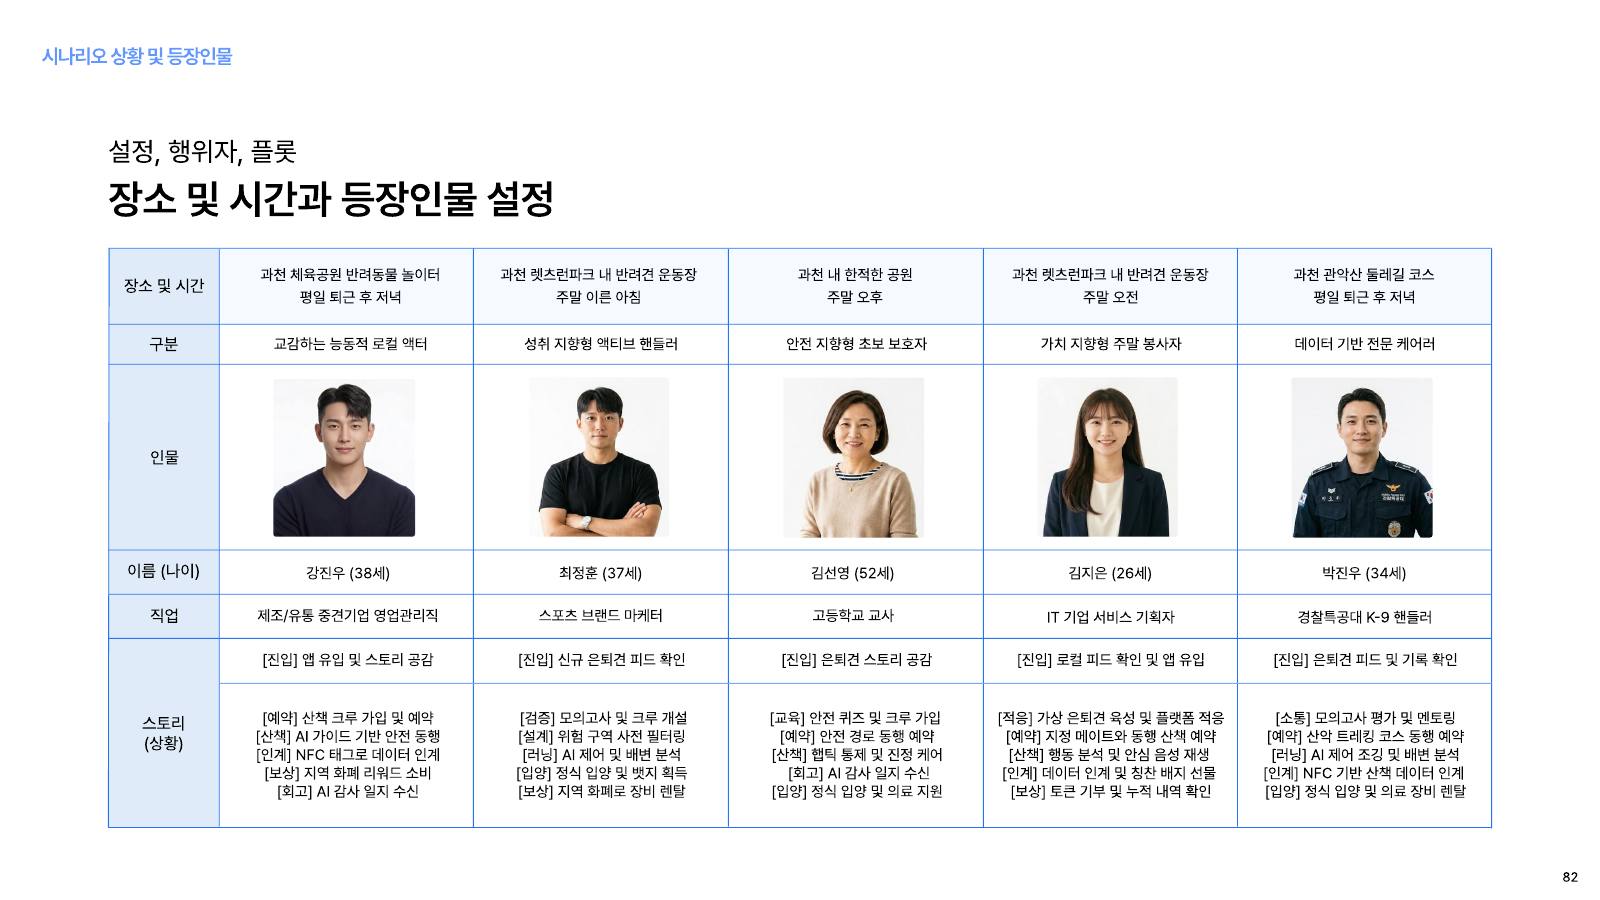 시나리오 상황 및 등장인물
설정, 행위자, 플롯
장소 및 시간과 등장인물 설정
장소 및 시간
과천 체육공원 반려동물 놀이터
평일 퇴근 후 저녁
과천 렛츠런파크 내 반려견 운동장
주말 이른 아침
과천 내 한적한 공원
주말 오후
과천 렛츠런파크 내 반려견 운동장
주말 오전
과천 관악산 둘레길 코스
평일 퇴근 후 저녁
구분
교감하는 능동적 로컬 액터
성취 지향형 액티브 핸들러
안전 지향형 초보 보호자
가치 지향형 주말 봉사자
데이터 기반 전문 케어러
인물
이름 (나이)
강진우 (38세)
최정훈 (37세)
김선영 (52세)
김지은 (26세)
박진우 (34세)
직업
제조/유통 중견기업 영업관리직
스포츠 브랜드 마케터
고등학교 교사
IT 기업 서비스 기획자
경찰특공대 K-9 핸들러
스토리
(상황)
[진입] 앱 유입 및 스토리 공감
[진입] 신규 은퇴견 피드 확인
[진입] 은퇴견 스토리 공감
[진입] 로컬 피드 확인 및 앱 유입
[진입] 은퇴견 피드 및 기록 확인
[예약] 산책 크루 가입 및 예약
[산책] AI 가이드 기반 안전 동행
[인계] NFC 태그로 데이터 인계
[보상] 지역 화폐 리워드 소비
[회고] AI 감사 일지 수신
[검증] 모의고사 및 크루 개설
[설계] 위험 구역 사전 필터링
[러닝] AI 제어 및 배변 분석
[입양] 정식 입양 및 뱃지 획득
[보상] 지역 화폐로 장비 렌탈
[교육] 안전 퀴즈 및 크루 가입
[예약] 안전 경로 동행 예약
[산책] 햅틱 통제 및 진정 케어
[회고] AI 감사 일지 수신
[입양] 정식 입양 및 의료 지원
[적응] 가상 은퇴견 육성 및 플랫폼 적응
[예약] 지정 메이트와 동행 산책 예약
[산책] 행동 분석 및 안심 음성 재생
[인계] 데이터 인계 및 칭찬 배지 선물
[보상] 토큰 기부 및 누적 내역 확인
[소통] 모의고사 평가 및 멘토링
[예약] 산악 트레킹 코스 동행 예약
[러닝] AI 제어 조깅 및 배변 분석
[인계] NFC 기반 산책 데이터 인계
[입양] 정식 입양 및 의료 장비 렌탈
82